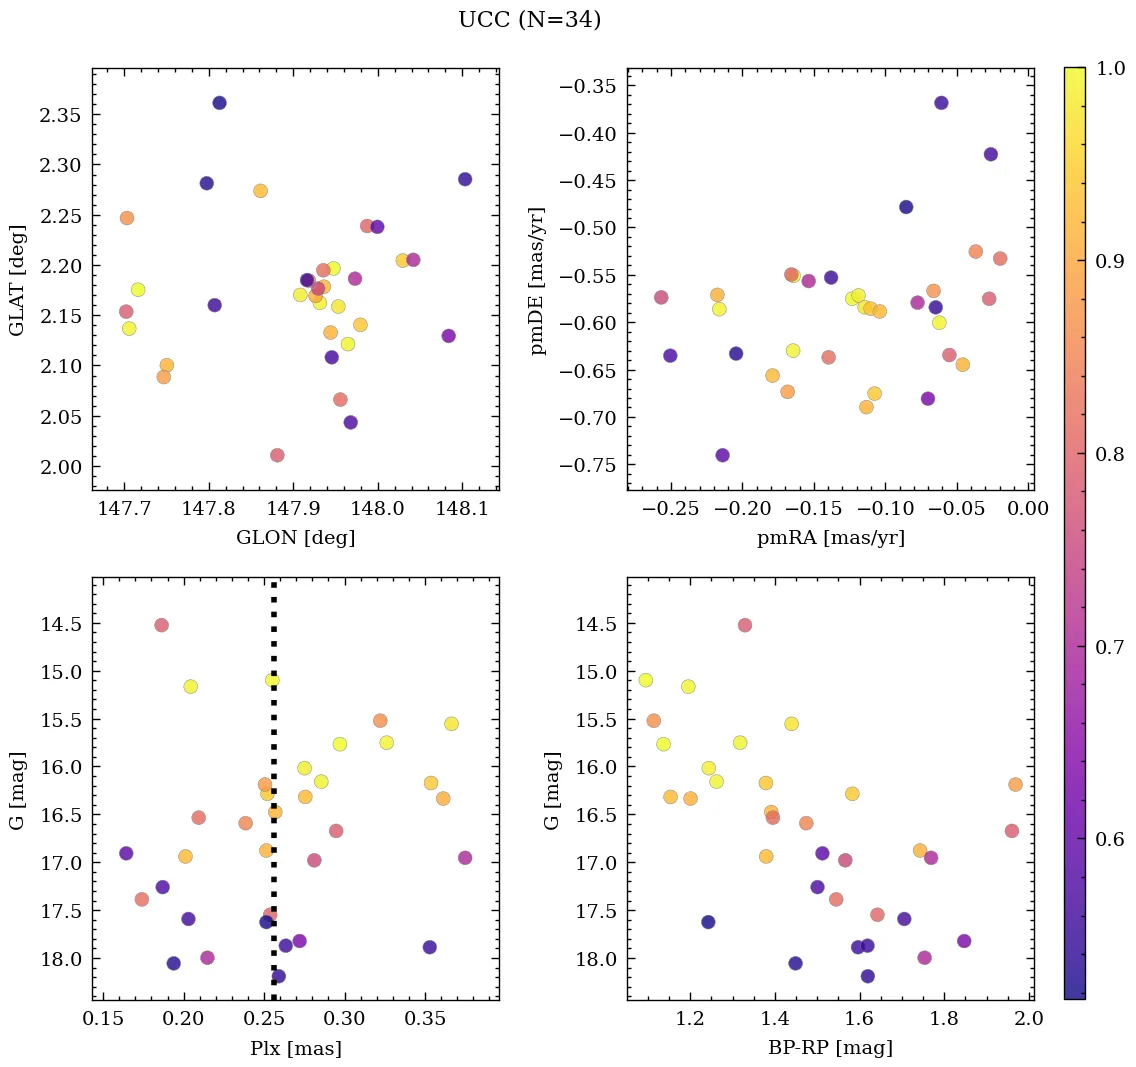 UCC (N=34)
2.35
2.30
2.25
2.20
2.15
2.10
2.05
2.00
GLAT [deg]
147.7 147.8 147.9 148.0 148.1
GLON [deg]
−0.35
−0.40
−0.45
−0.50
−0.55
−0.60
−0.65
−0.70
−0.75
pmDE [mas/yr]
−0.25 −0.20 −0.15 −0.10 −0.05 0.00
pmRA [mas/yr]
1.0
0.9
0.8
0.7
0.6
14.5
15.0
15.5
16.0
16.5
17.0
17.5
18.0
G [mag]
0.15 0.20 0.25 0.30 0.35
Plx [mas]
14.5
15.0
15.5
16.0
16.5
17.0
17.5
18.0
G [mag]
1.2 1.4 1.6 1.8 2.0
BP-RP [mag]